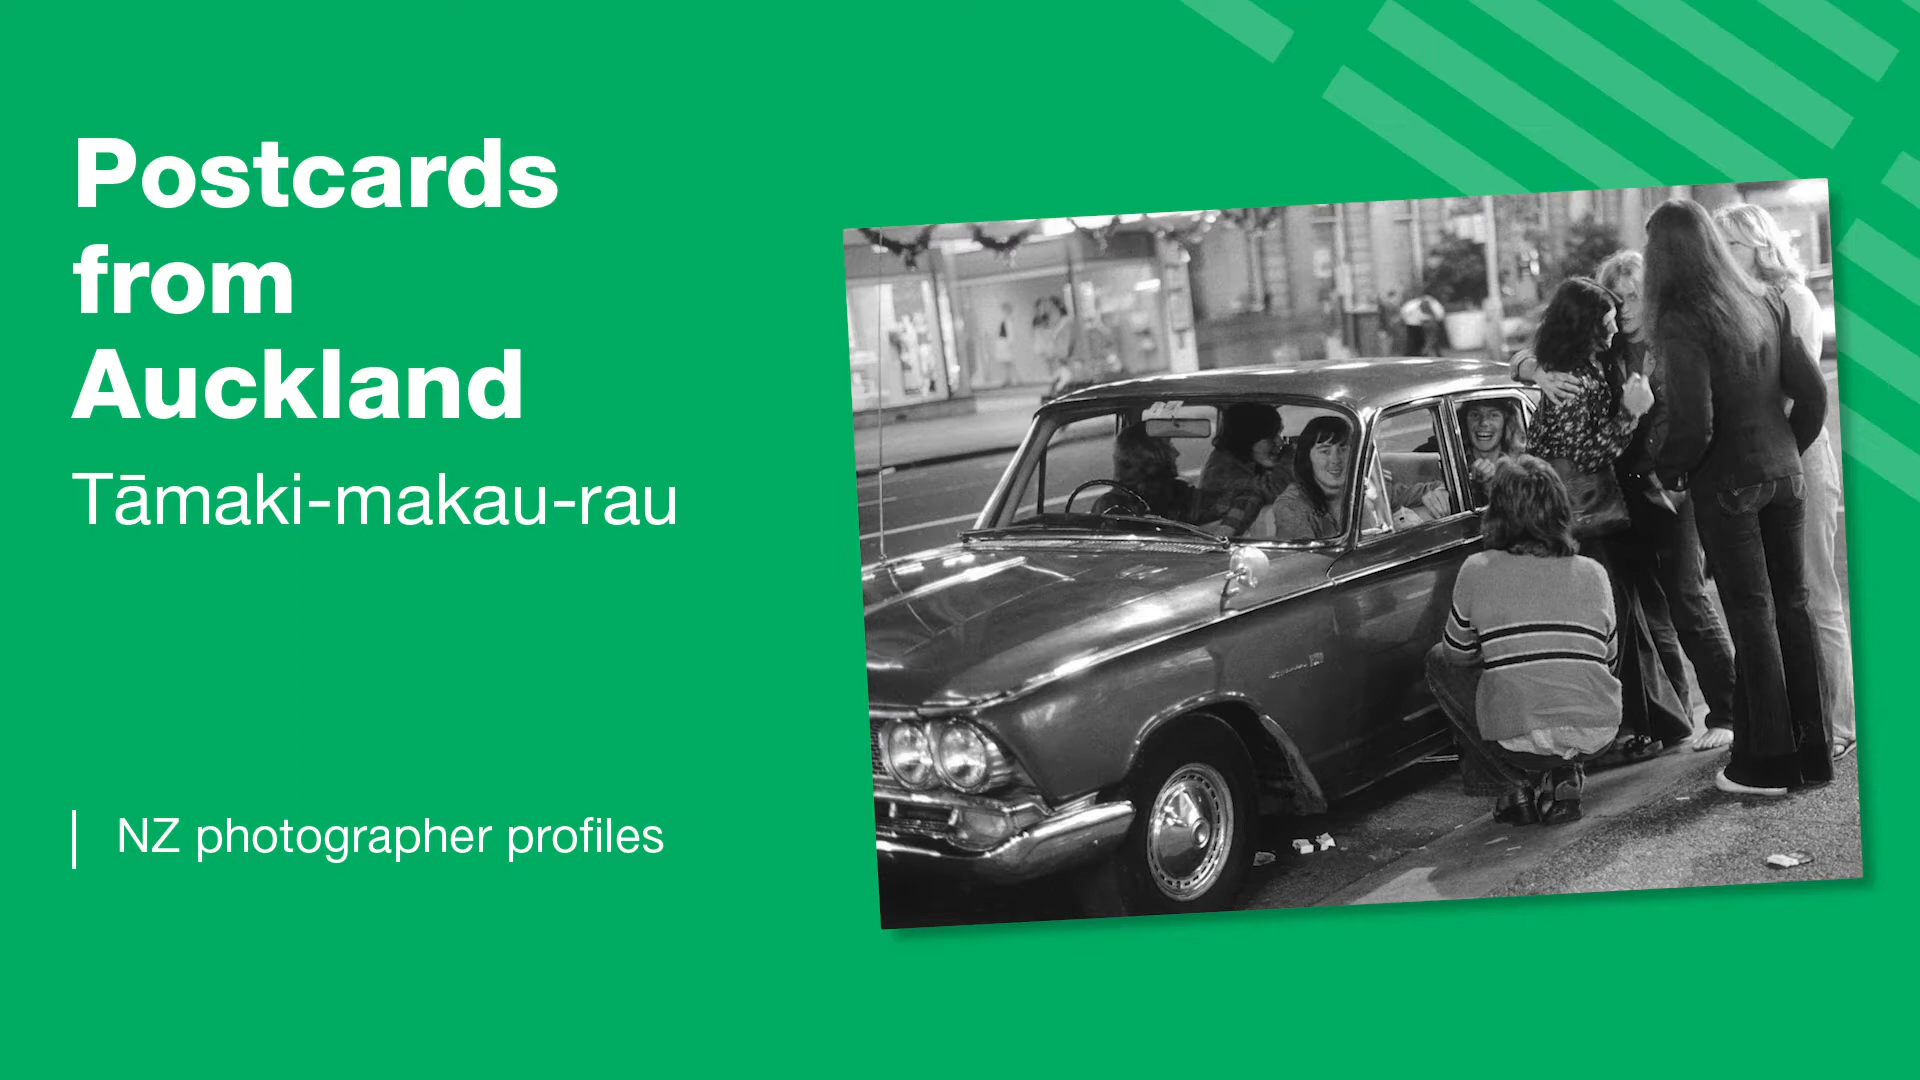 Postcards
from
Auckland
Tāmaki-makau-rau
NZ photographer profiles